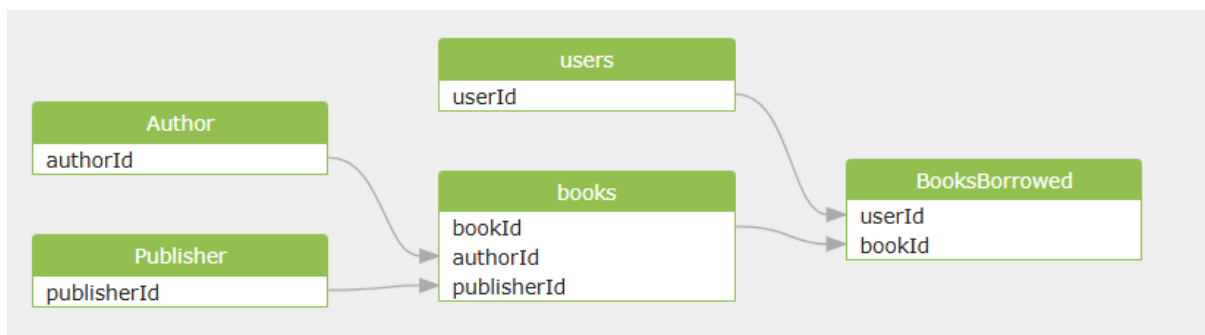 users
userId
Author
authorId
Publisher
publisherId
books
bookId
authorId
publisherId
BooksBorrowed
userId
bookId